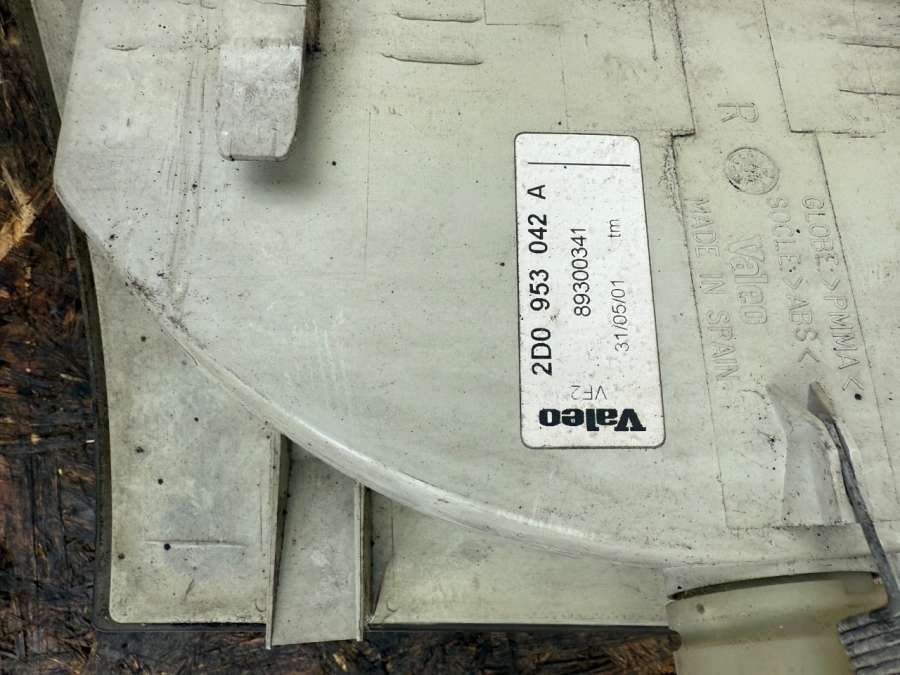 2D0 953 042 A
89300341
31/05/01 tm
VF2
Valeo
R
Valeo
MADE IN SPAIN
GLOBE >PMMA<
SOCLE >ABS<